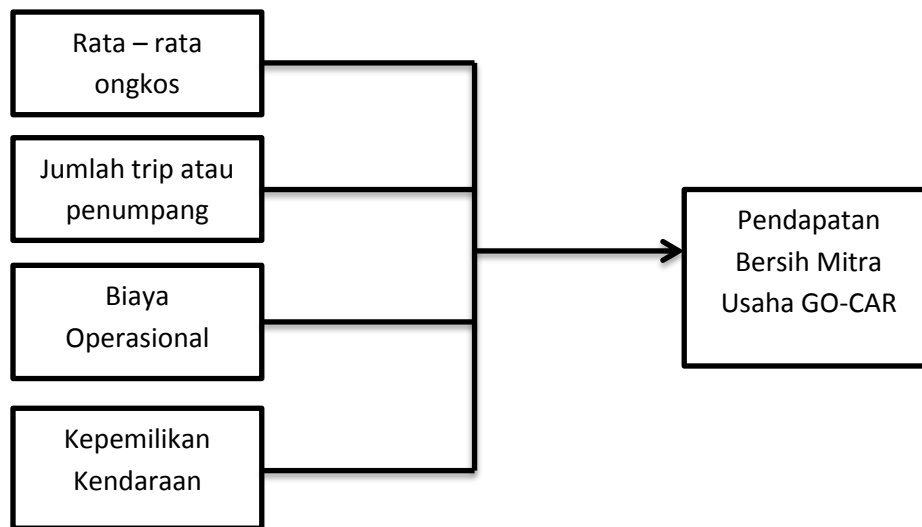 Rata – rata
ongkos
Jumlah trip atau
penumpang
Biaya
Operasional
Kepemilikan
Kendaraan
Pendapatan
Bersih Mitra
Usaha GO-CAR